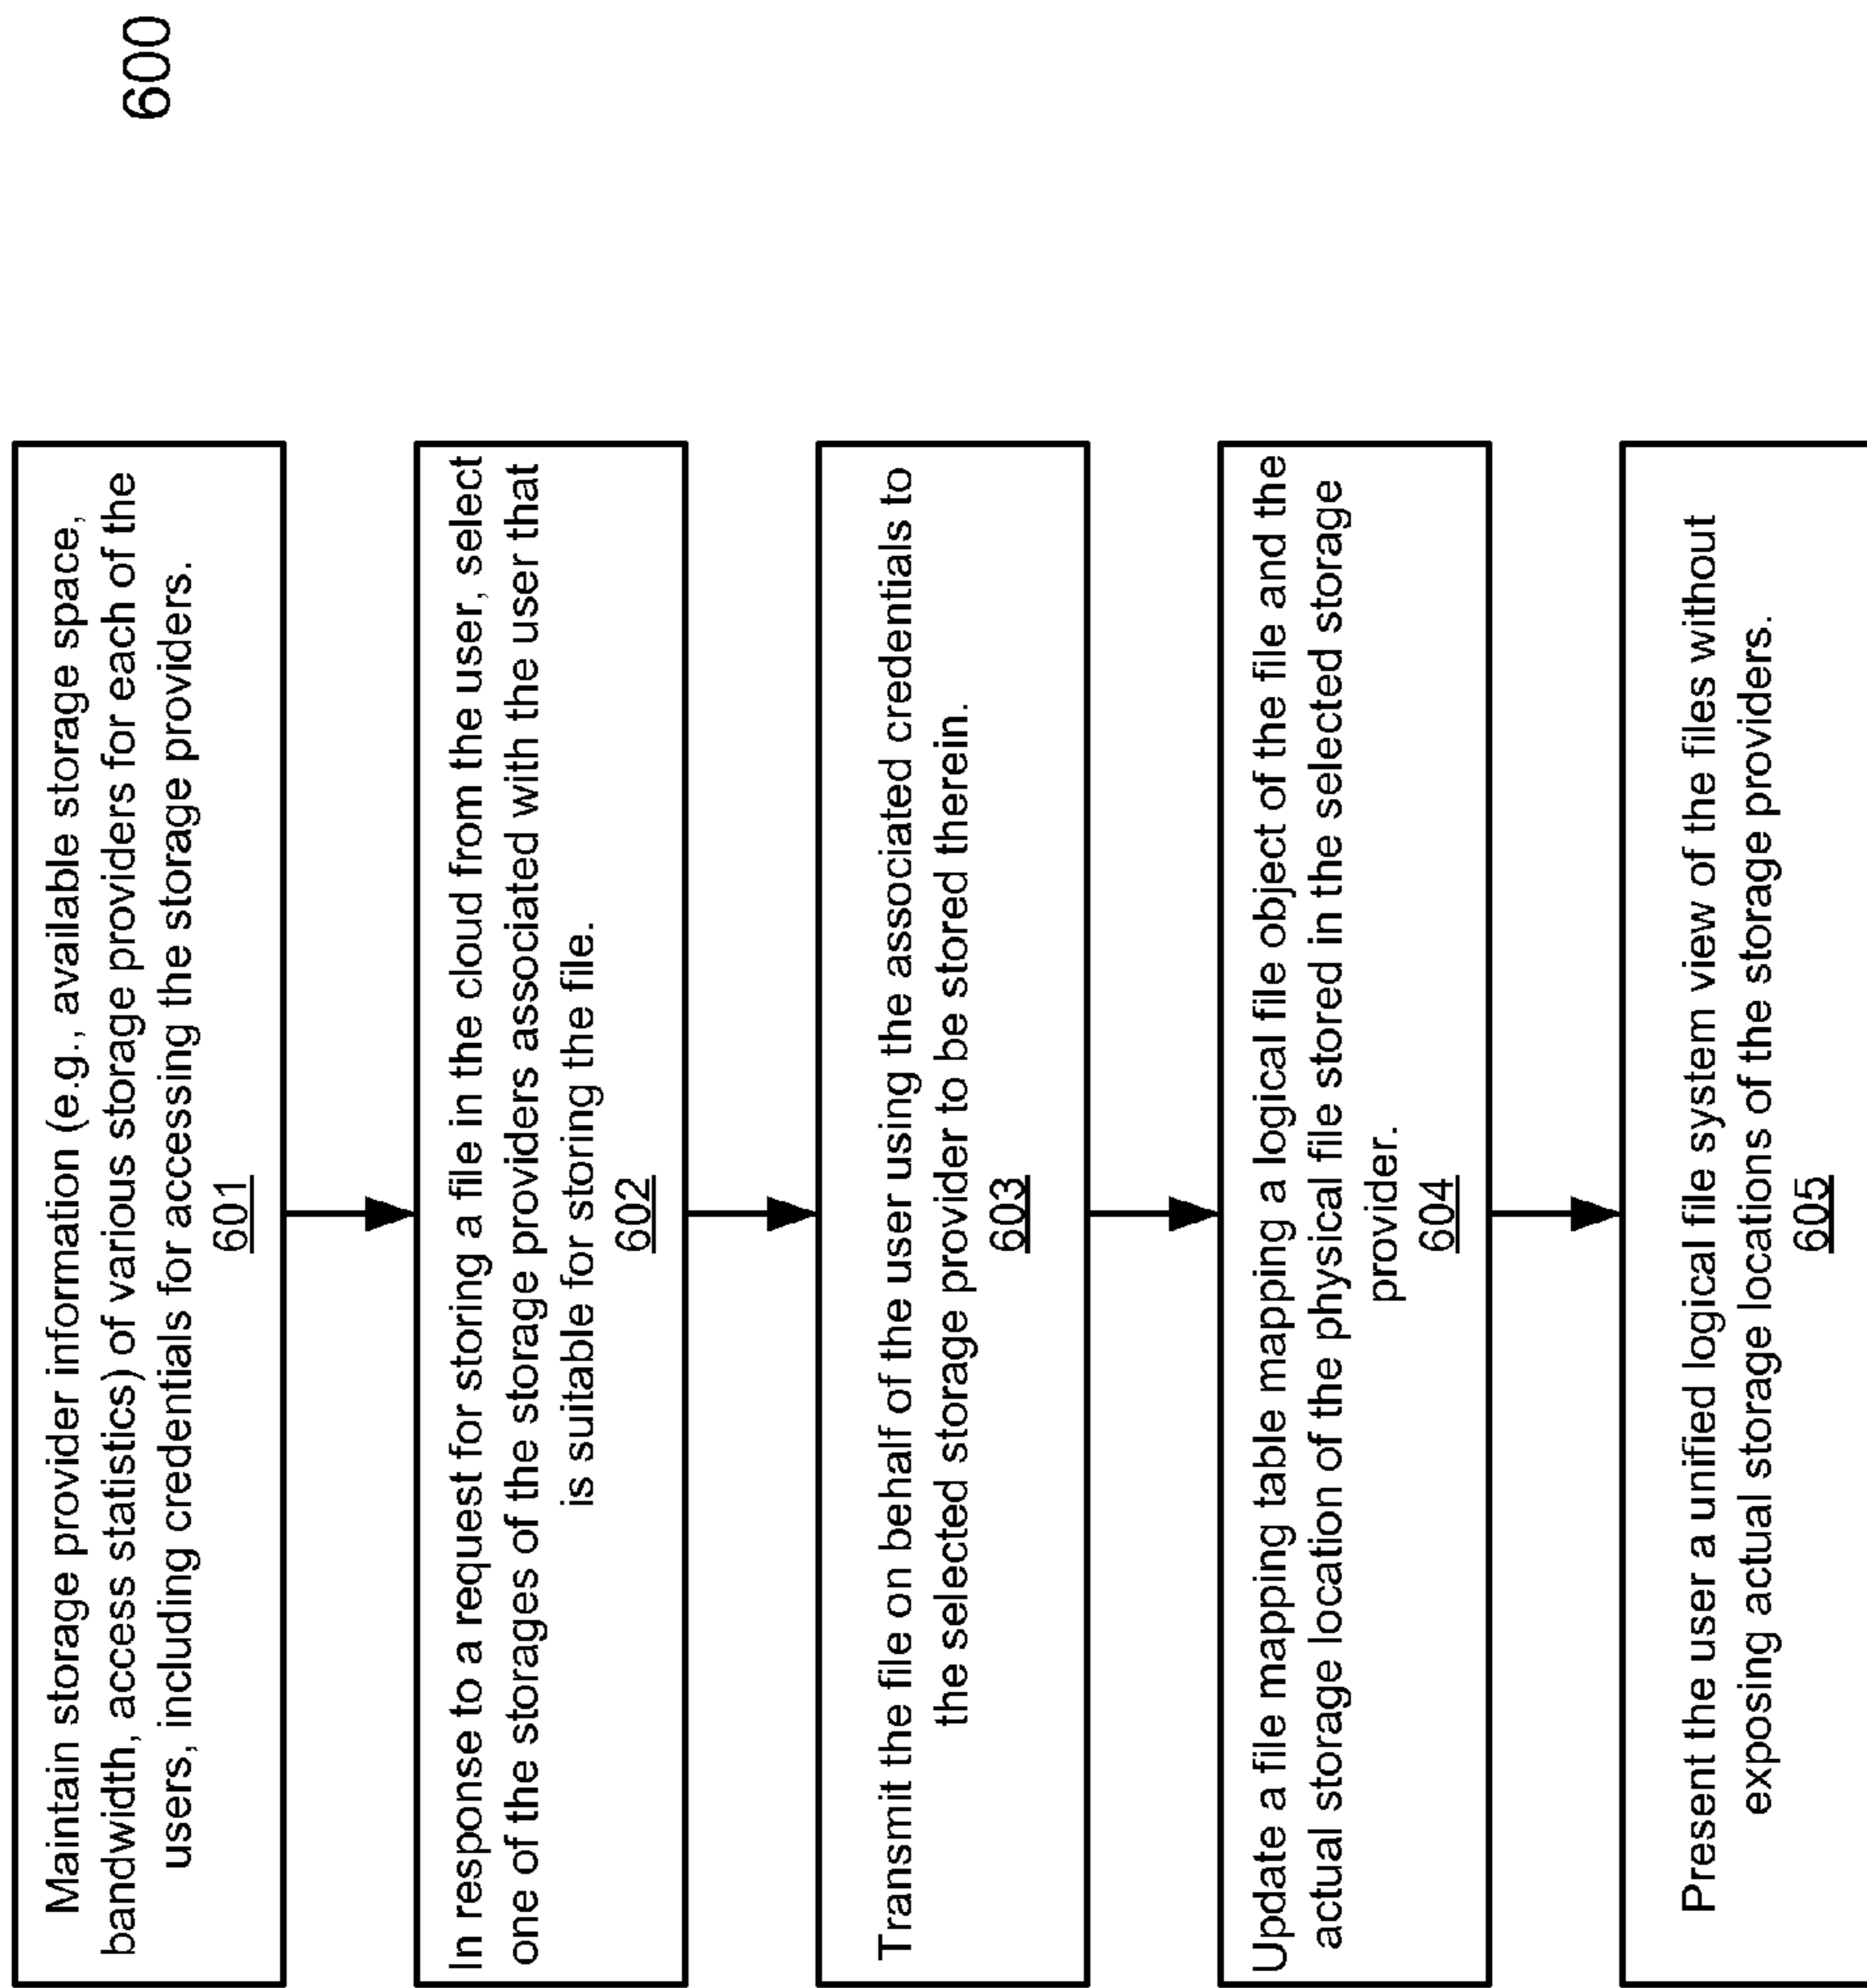 600
Maintain storage provider information (e.g., available storage space,
bandwidth, access statistics) of various storage providers for each of the
users, including credentials for accessing the storage providers.
601
In response to a request for storing a file in the cloud from the user, select
one of the storages of the storage providers associated with the user that
is suitable for storing the file.
602
Transmit the file on behalf of the user using the associated credentials to
the selected storage provider to be stored therein.
603
Update a file mapping table mapping a logical file object of the file and the
actual storage location of the physical file stored in the selected storage
provider.
604
Present the user a unified logical file system view of the files without
exposing actual storage locations of the storage providers.
605